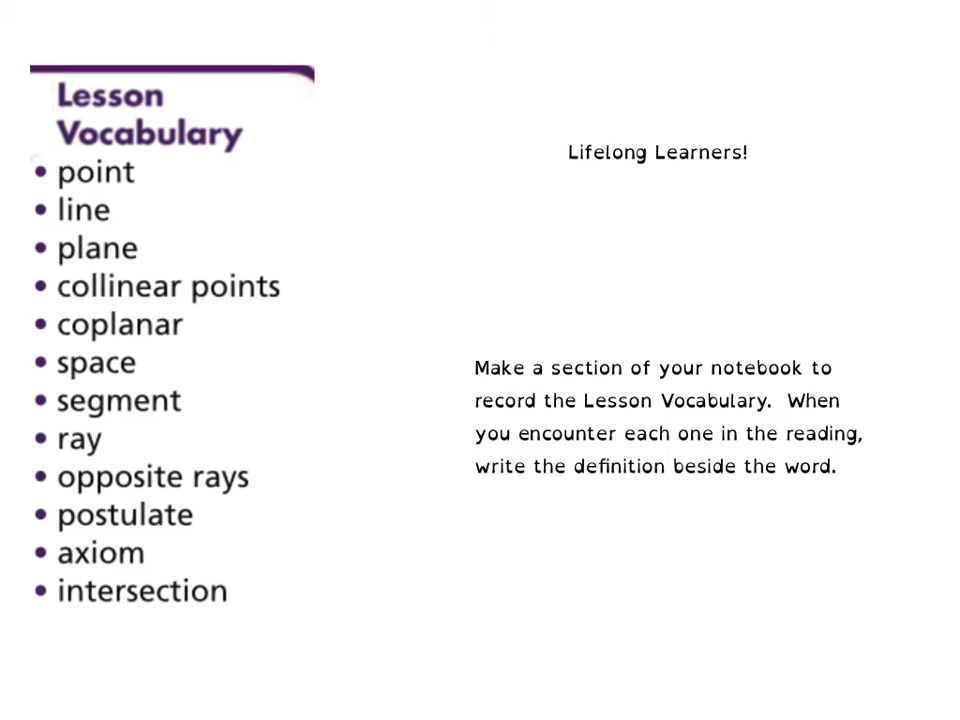 Lesson
Vocabulary
• point
• line
• plane
• collinear points
• coplanar
• space
• segment
• ray
• opposite rays
• postulate
• axiom
• intersection
Lifelong Learners!
Make a section of your notebook to
record the Lesson Vocabulary.  When
you encounter each one in the reading,
write the definition beside the word.